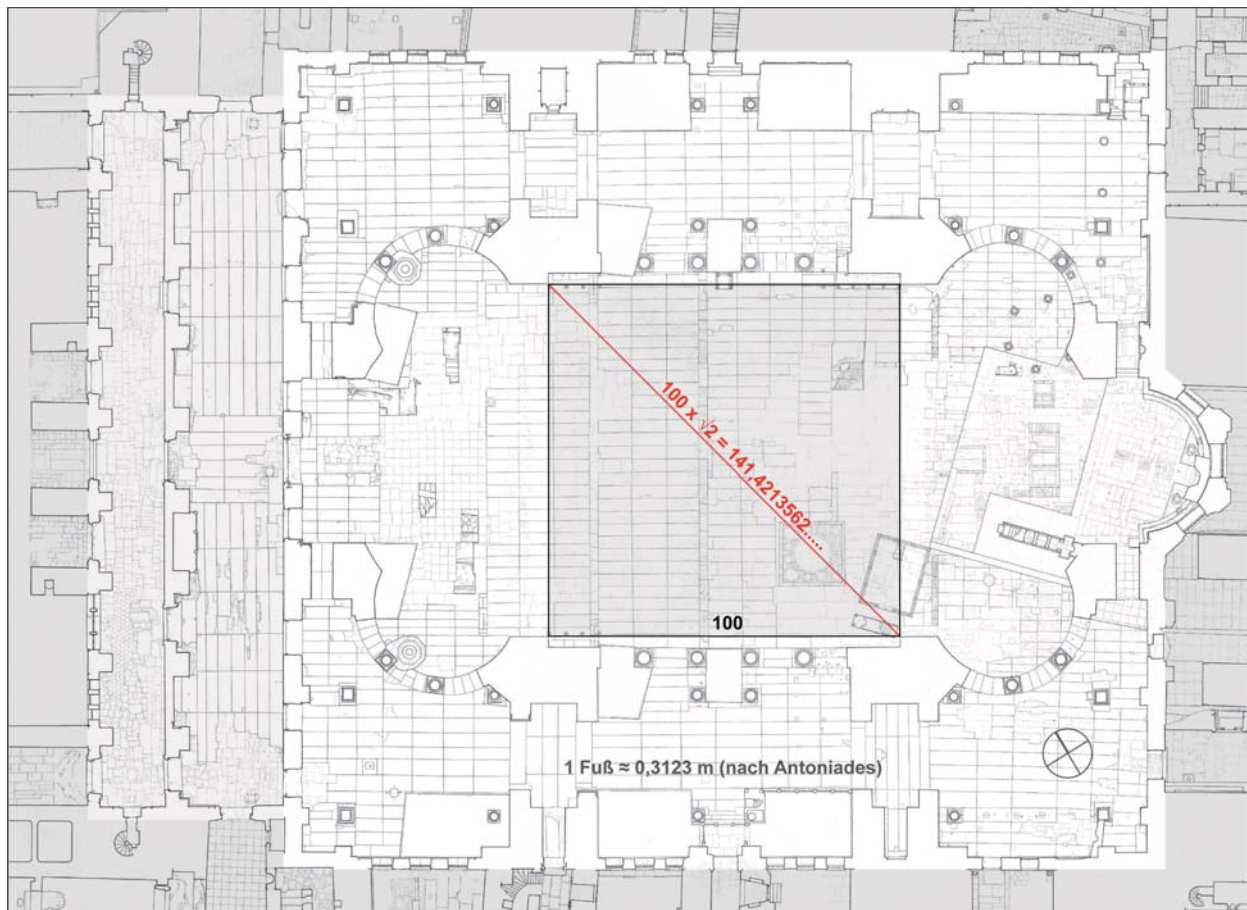 100 x √2 = 141,4213562.....
100
1 Fuß ≈ 0,3123 m (nach Antoniades)